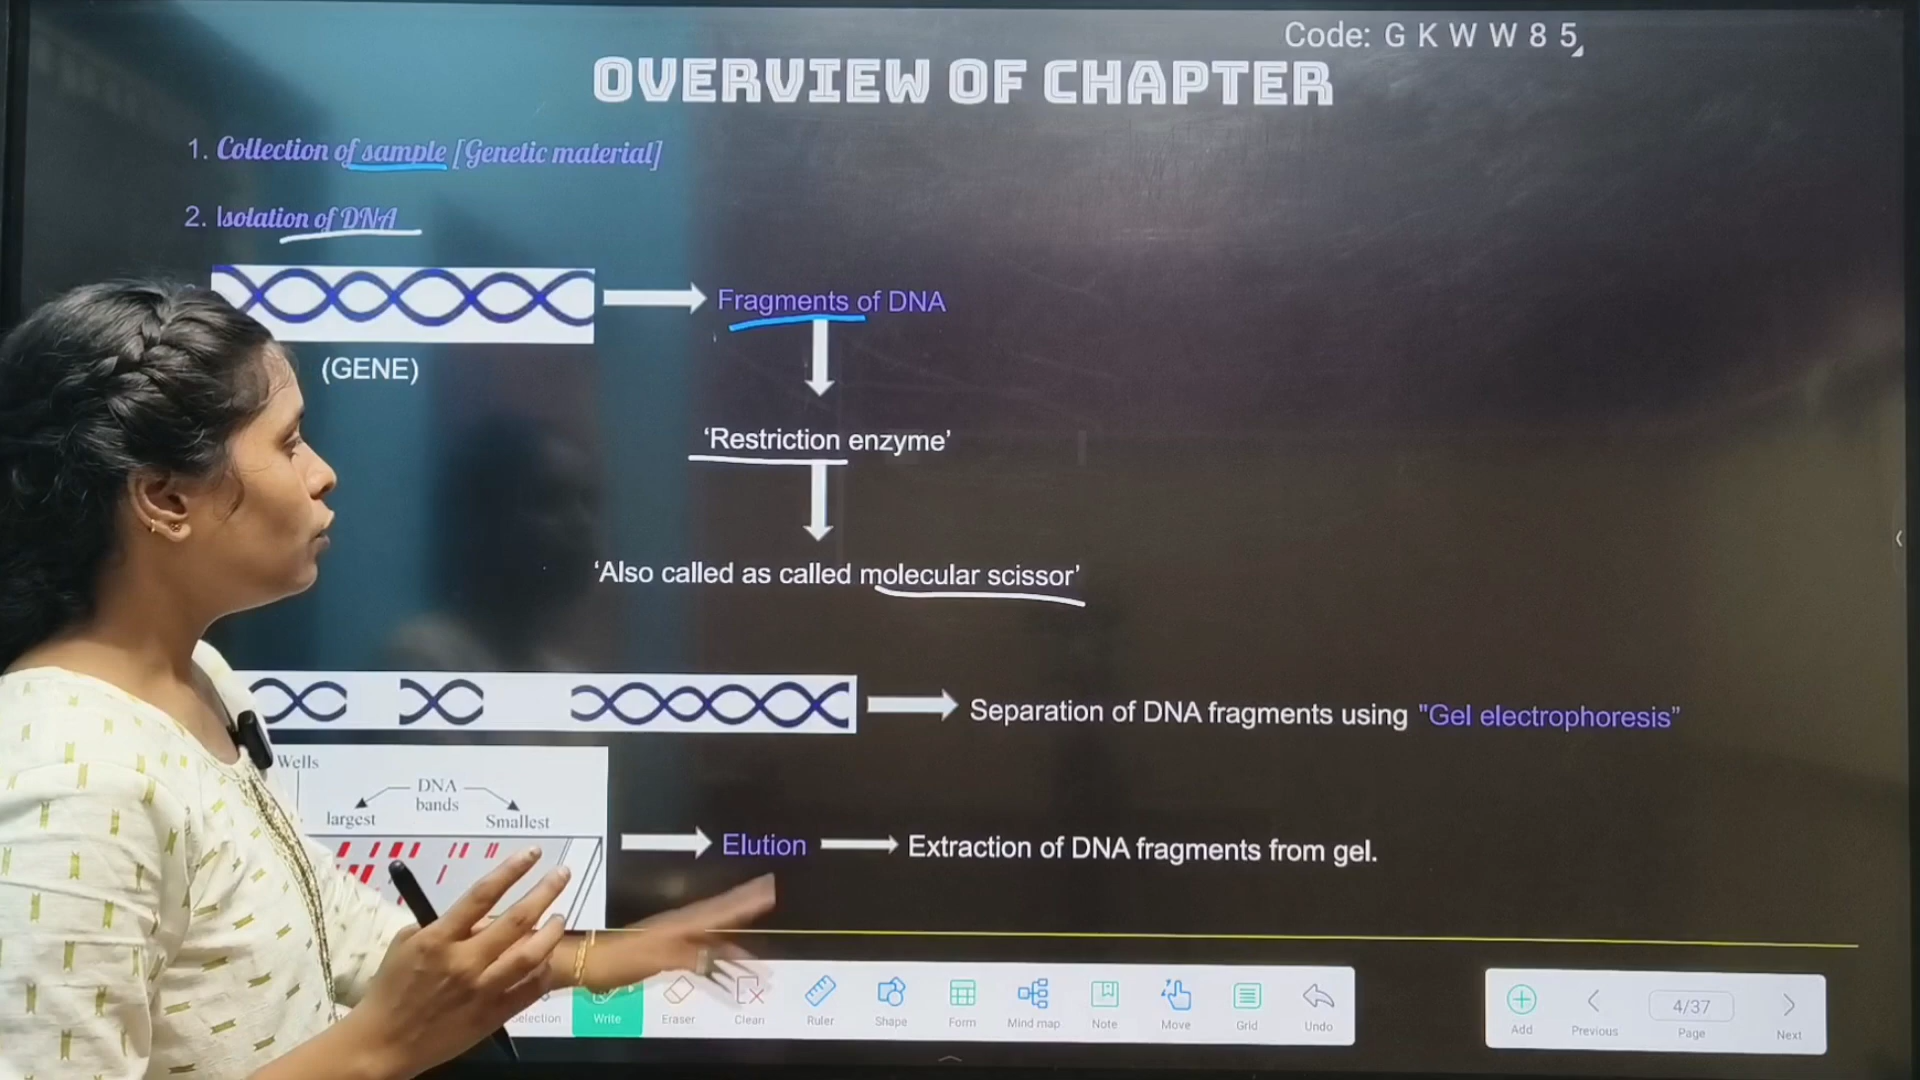 Code: G K W W 8 5
OVERVIEW OF CHAPTER
1. Collection of sample [Genetic material]
2. Isolation of DNA
Fragments of DNA
(GENE)
‘Restriction enzyme’
‘Also called as called molecular scissor’
Separation of DNA fragments using "Gel electrophoresis”
Wells
DNA
bands
largest
Smallest
Elution
Extraction of DNA fragments from gel.
Selection
Write
Eraser
Clean
Ruler
Shape
Form
Mind map
Note
Move
Grid
Undo
Add
Previous
4/37
Page
Next